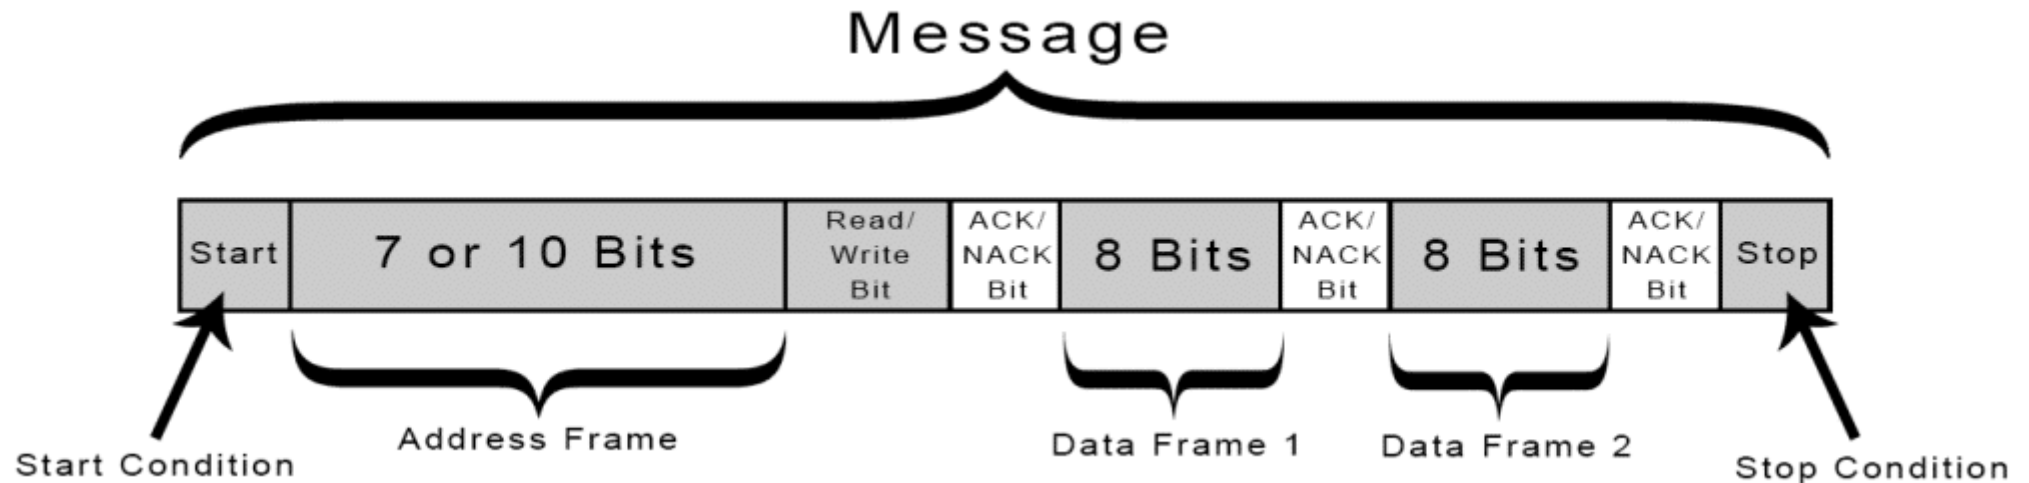 Message
Start
7 or 10 Bits
Read/
Write
Bit
ACK/
NACK
Bit
8 Bits
ACK/
NACK
Bit
8 Bits
ACK/
NACK
Bit
Stop
Start Condition
Address Frame
Data Frame 1
Data Frame 2
Stop Condition